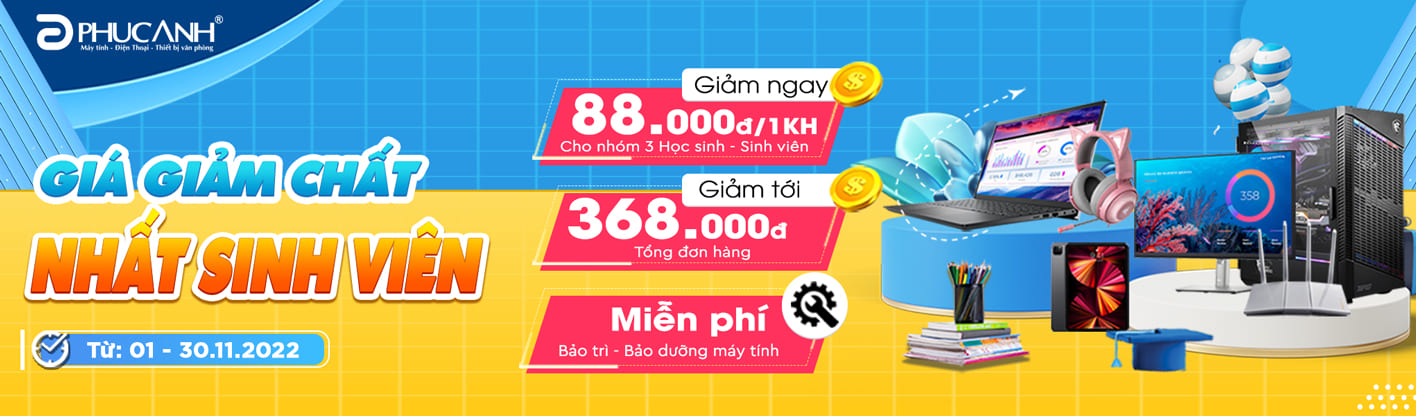 PHUCANH®
Máy tính - Điện Thoại - Thiết bị văn phòng
GIÁ GIẢM CHẤT
NHẤT SINH VIÊN
Từ: 01 - 30.11.2022
Giảm ngay
88.000đ/1KH
Cho nhóm 3 Học sinh - Sinh viên
Giảm tới
368.000đ
Tổng đơn hàng
Miễn phí
Bảo trì - Bảo dưỡng máy tính
358